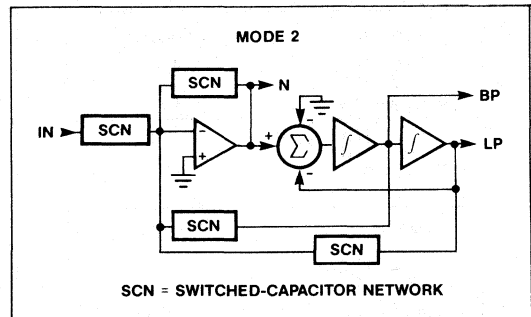 MODE 2
SCN
N
BP
IN
SCN
-
+
+
-
Σ
-
∫
∫
LP
SCN
SCN
SCN = SWITCHED-CAPACITOR NETWORK